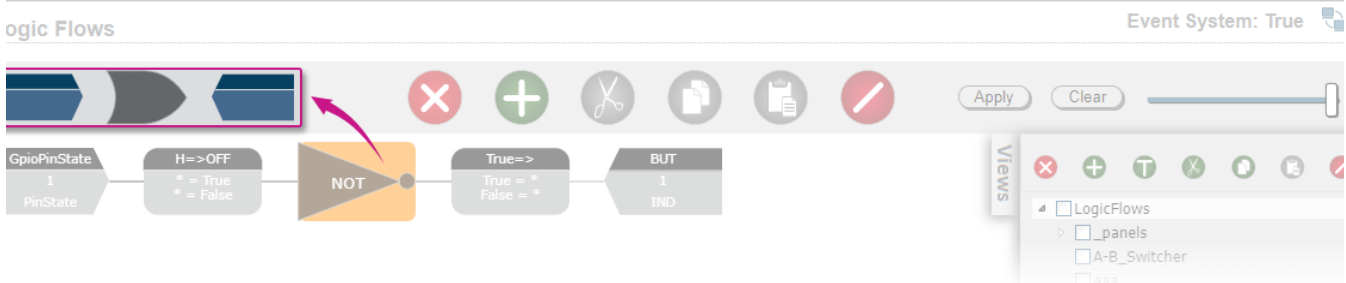 ogic Flows
Event System: True
Apply
Clear
GpioPinState
1
PinState
H=>OFF
* = True
* = False
NOT
True=>
True = *
False = *
BUT
1
IND
Views
T
LogicFlows
_panels
A-B_Switcher
aaa